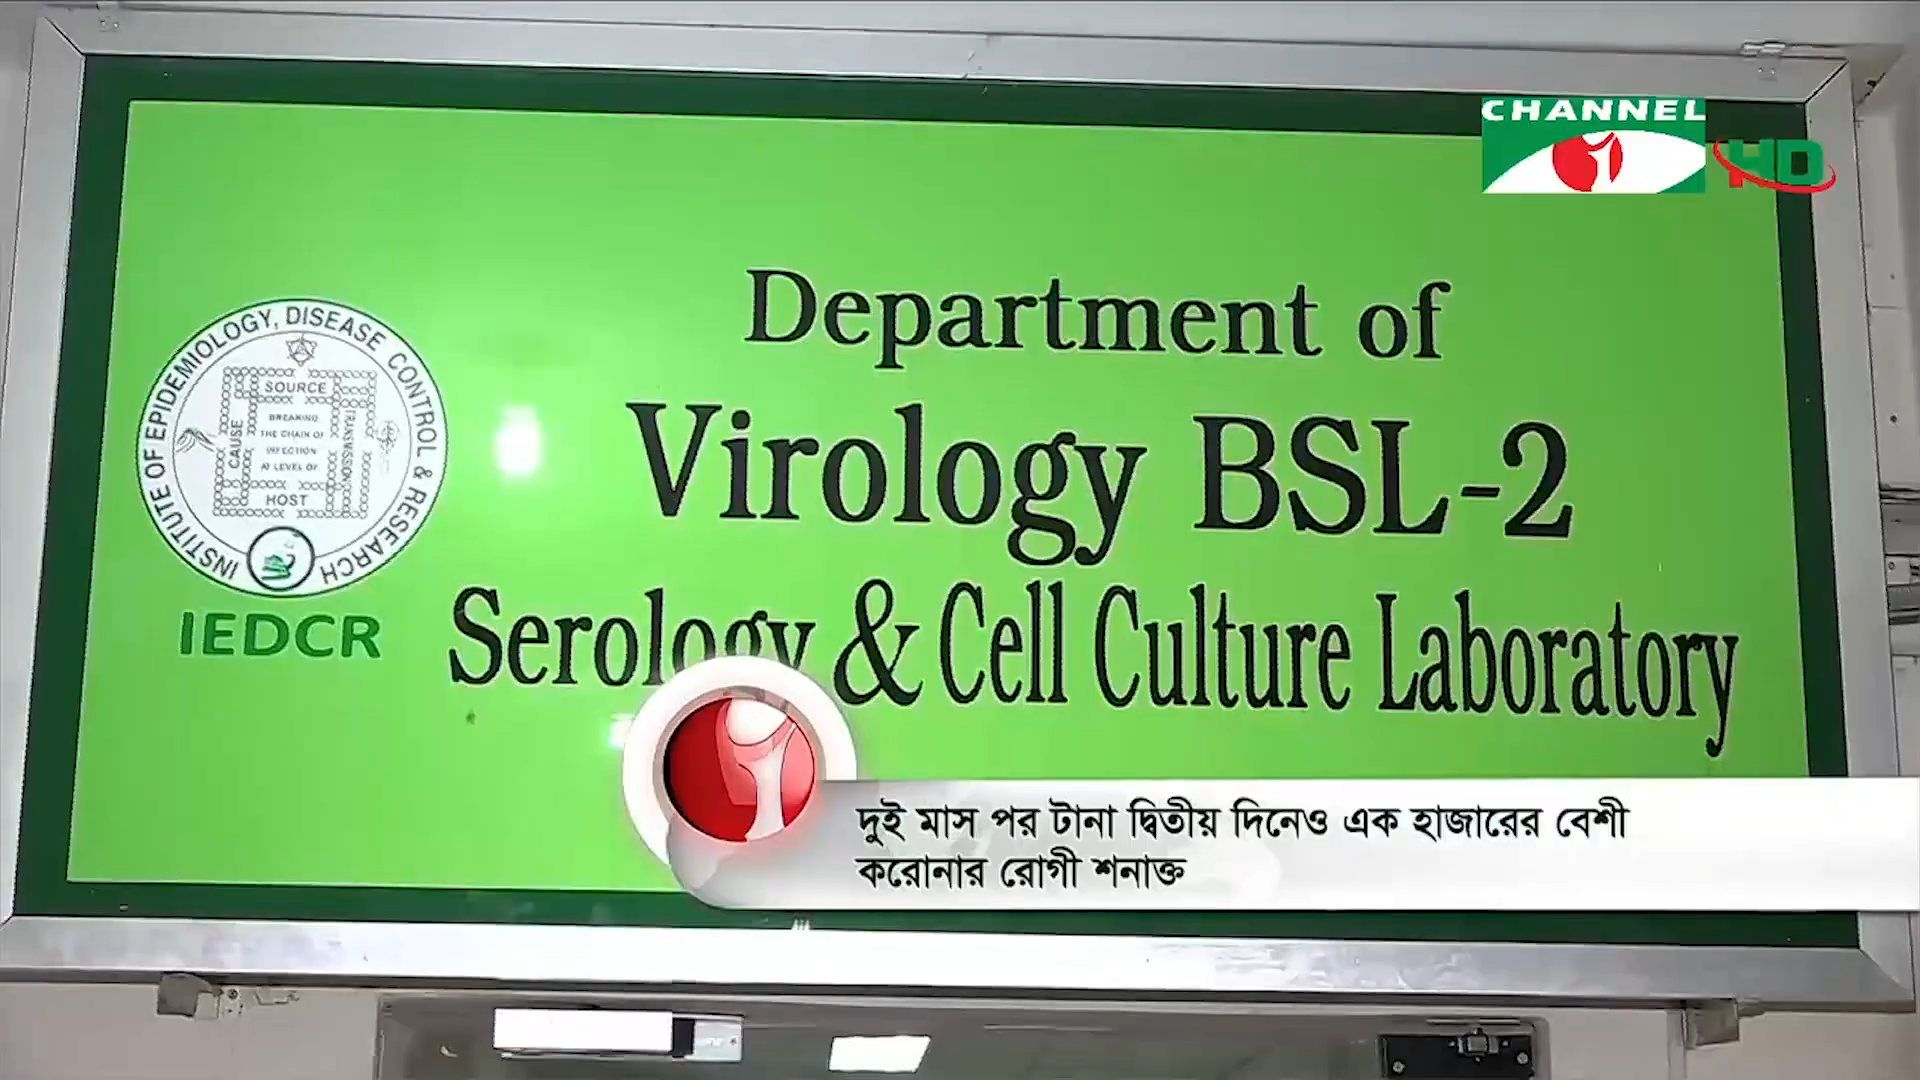 CHANNEL
i HD
Department of
Virology BSL-2
Serology & Cell Culture Laboratory
INSTITUTE OF EPIDEMIOLOGY, DISEASE CONTROL & RESEARCH
SOURCE
CAUSE
BREAKING
THE CHAIN OF
INFECTION
AT LEVEL OF
TRANSMISSION
HOST
IEDCR
দুই মাস পর টানা দ্বিতীয় দিনেও এক হাজারের বেশী
করোনার রোগী শনাক্ত